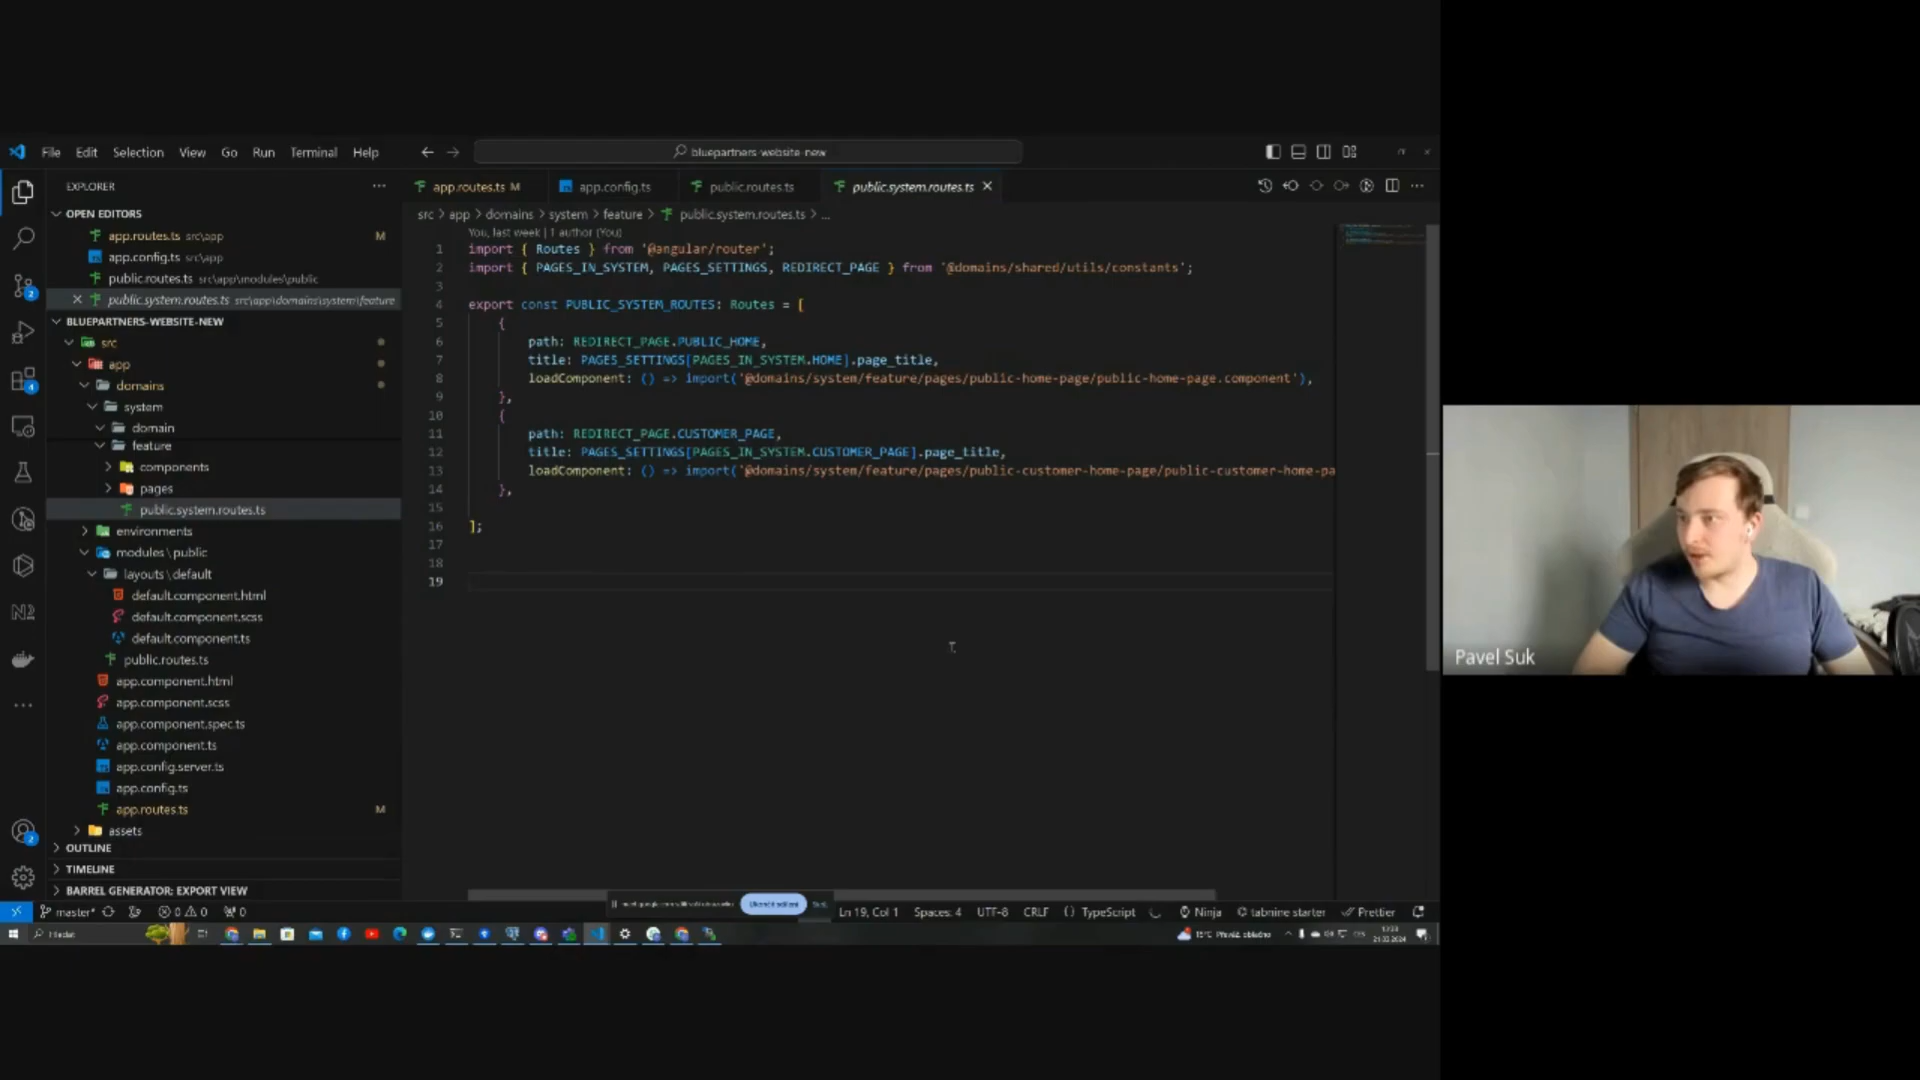 File Edit Selection View Go Run Terminal Help
bluepartners-website-new
EXPLORER
app.routes.ts M
app.config.ts
public.routes.ts
public.system.routes.ts
OPEN EDITORS
app.routes.ts src\app M
app.config.ts src\app
public.routes.ts src\app\modules\public
public.system.routes.ts src\app\domains\system\feature
BLUEPARTNERS-WEBSITE-NEW
src
app
domains
system
domain
feature
components
pages
public.system.routes.ts
environments
modules\public
layouts\default
default.component.html
default.component.scss
default.component.ts
public.routes.ts
app.component.html
app.component.scss
app.component.spec.ts
app.component.ts
app.config.server.ts
app.config.ts
app.routes.ts M
assets
OUTLINE
TIMELINE
BARREL GENERATOR: EXPORT VIEW
src > app > domains > system > feature > public.system.routes.ts > ...
You, last week | 1 author (You)
1 import { Routes } from '@angular/router';
2 import { PAGES_IN_SYSTEM, PAGES_SETTINGS, REDIRECT_PAGE } from '@domains/shared/utils/constants';
3
4 export const PUBLIC_SYSTEM_ROUTES: Routes = [
5 {
6 path: REDIRECT_PAGE.PUBLIC_HOME,
7 title: PAGES_SETTINGS[PAGES_IN_SYSTEM.HOME].page_title,
8 loadComponent: () => import('@domains/system/feature/pages/public-home-page/public-home-page.component'),
9 },
10 {
11 path: REDIRECT_PAGE.CUSTOMER_PAGE,
12 title: PAGES_SETTINGS[PAGES_IN_SYSTEM.CUSTOMER_PAGE].page_title,
13 loadComponent: () => import('@domains/system/feature/pages/public-customer-home-page/public-customer-home-pa
14 },
15
16 ];
17
18
19
Pavel Suk
master* 0 0 0 Ln 19, Col 1 Spaces: 4 UTF-8 CRLF {} TypeScript Ninja tabnine starter Prettier
Hledat
15°C